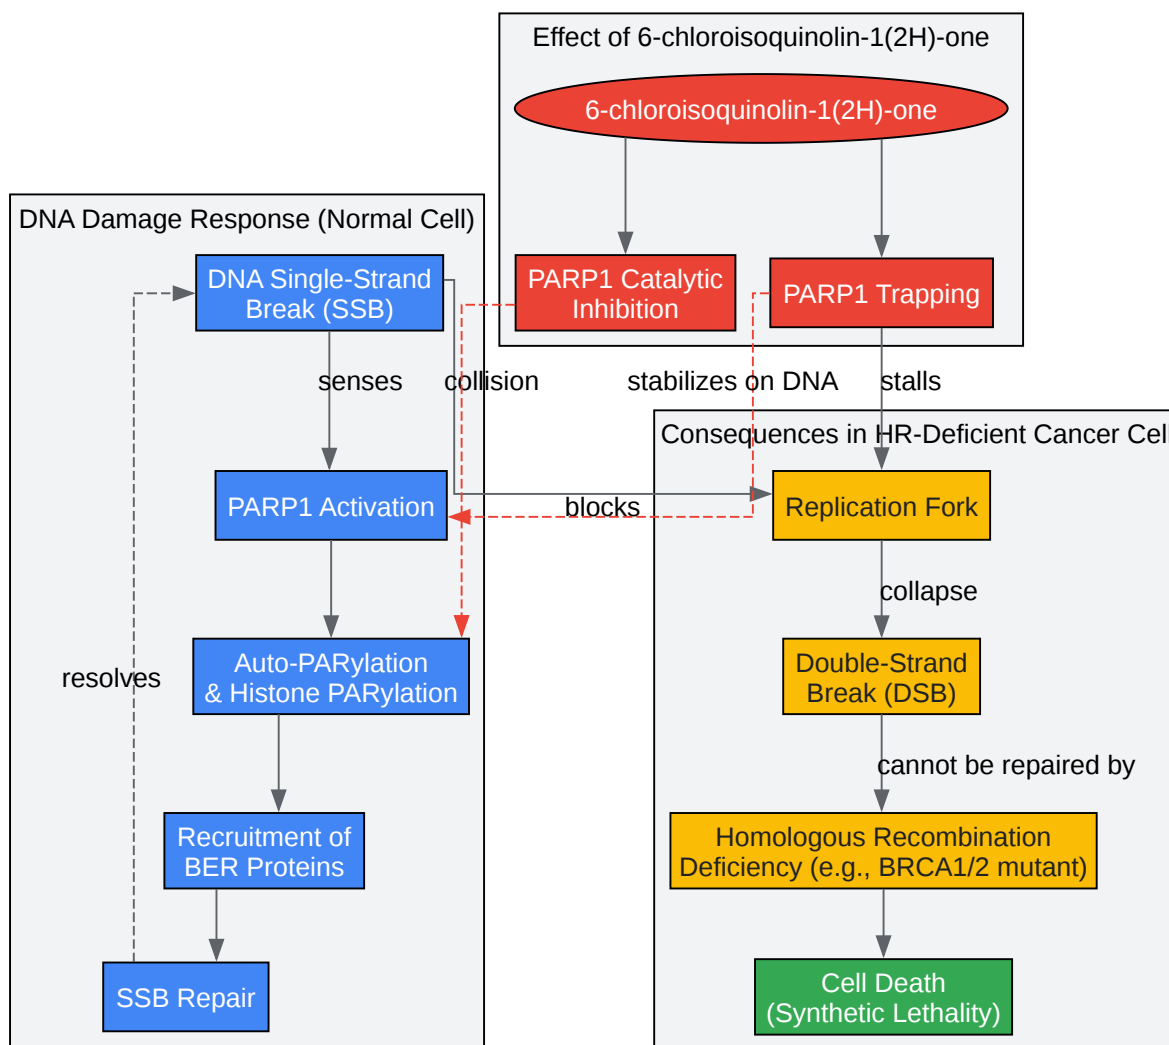 Effect of 6-chloroisoquinolin-1(2H)-one
6-chloroisoquinolin-1(2H)-one
DNA Damage Response (Normal Cell)
DNA Single-Strand
Break (SSB)
PARP1 Catalytic
Inhibition
PARP1 Trapping
senses
collision
stabilizes on DNA
stalls
Consequences in HR-Deficient Cancer Cell
PARP1 Activation
blocks
Replication Fork
collapse
Auto-PARylation
& Histone PARylation
resolves
Double-Strand
Break (DSB)
cannot be repaired by
Recruitment of
BER Proteins
Homologous Recombination
Deficiency (e.g., BRCA1/2 mutant)
SSB Repair
Cell Death
(Synthetic Lethality)